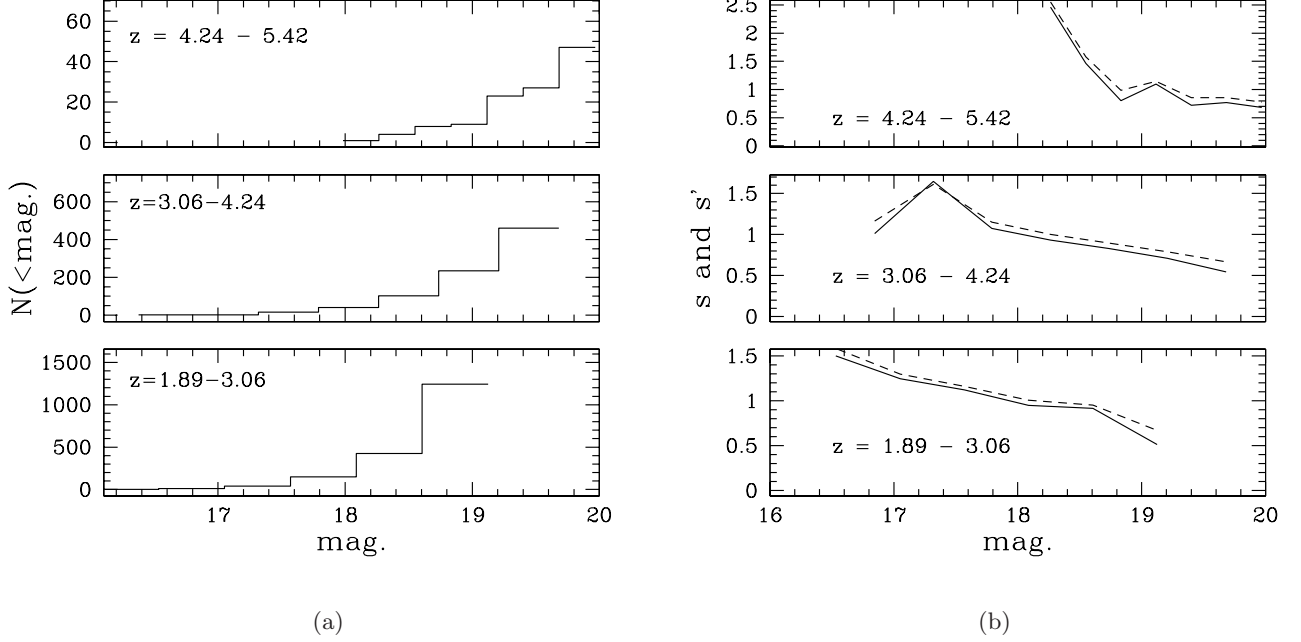 60
40
20
0
z = 4.24 − 5.42
N(<mag.)
600
400
200
0
z=3.06−4.24
1500
1000
500
0
z=1.89−3.06
17 18 19 20
mag.
(a)
2.5
2
1.5
1
0.5
0
z = 4.24 − 5.42
s and s'
1.5
1
0.5
0
z = 3.06 − 4.24
1.5
1
0.5
0
z = 1.89 − 3.06
16 17 18 19 20
mag.
(b)